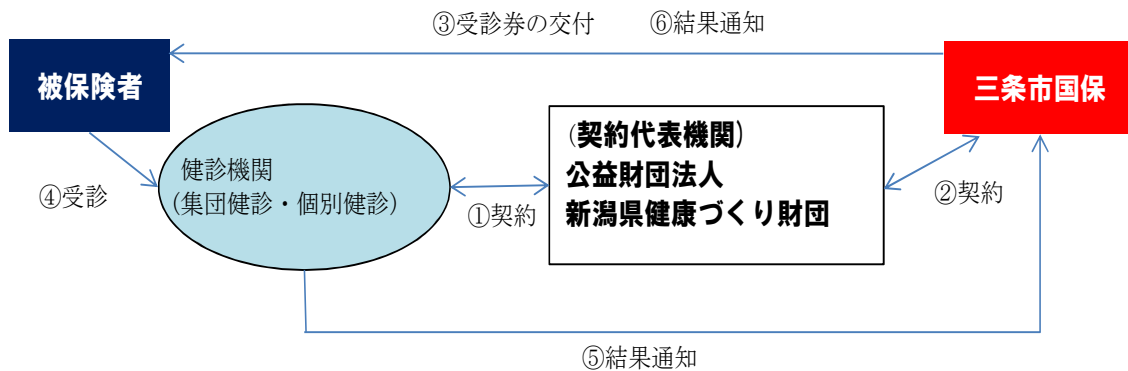 ③受診券の交付　　⑥結果通知
被保険者
三条市国保
(契約代表機関)
公益財団法人
新潟県健康づくり財団
健診機関
(集団健診・個別健診)
④受診
①契約
②契約
⑤結果通知